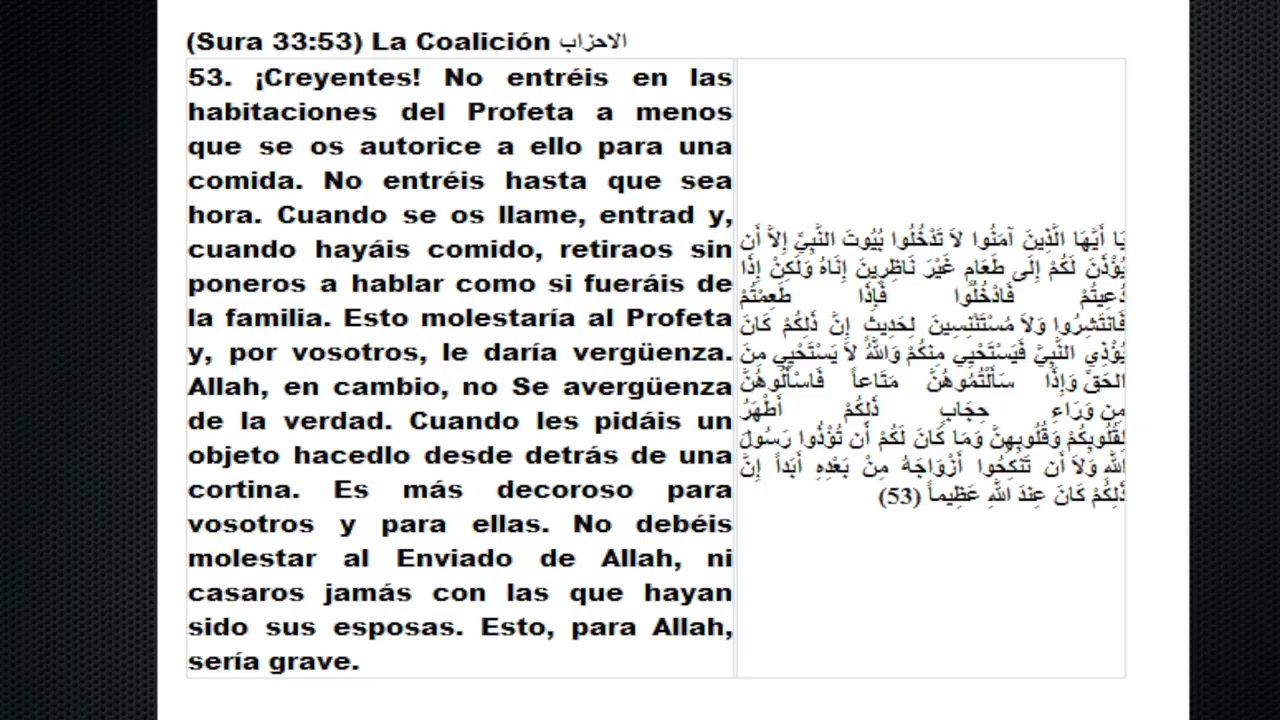 (Sura 33:53) La Coalición الاحزاب
53. ¡Creyentes! No entréis en las
habitaciones del Profeta a menos
que se os autorice a ello para una
comida. No entréis hasta que sea
hora. Cuando se os llame, entrad y,
cuando hayáis comido, retiraos sin
poneros a hablar como si fueráis de
la familia. Esto molestaría al Profeta
y, por vosotros, le daría vergüenza.
Allah, en cambio, no Se avergüenza
de la verdad. Cuando les pidáis un
objeto hacedlo desde detrás de una
cortina. Es más decoroso para
vosotros y para ellas. No debéis
molestar al Enviado de Allah, ni
casaros jamás con las que hayan
sido sus esposas. Esto, para Allah,
sería grave.
يَا أَيُّهَا الَّذِينَ آمَنُوا لاَ تَدْخُلُوا بُيُوتَ النَّبِيِّ إِلاَّ أَن
يُؤْذَنَ لَكُمْ إِلَى طَعَامٍ غَيْرَ نَاظِرِينَ إِنَاهُ وَلَكِنْ إِذَا
دُعِيتُمْ فَادْخُلُوا فَإِذَا طَعِمْتُمْ
فَانتَشِرُوا وَلاَ مُسْتَئْنِسِينَ لِحَدِيثٍ إِنَّ ذَلِكُمْ كَانَ
يُؤْذِي النَّبِيَّ فَيَسْتَحْيِي مِنكُمْ وَاللَّهُ لاَ يَسْتَحْيِي مِنَ
الحَقِّ وَإِذَا سَأَلْتُمُوهُنَّ مَتَاعاً فَاسْأَلُوهُنَّ
مِن وَرَاءِ حِجَابٍ ذَلِكُمْ أَطْهَرُ
لِقُلُوبِكُمْ وَقُلُوبِهِنَّ وَمَا كَانَ لَكُمْ أَن تُؤْذُوا رَسُولَ
اللَّهِ وَلاَ أَن تَنْكِحُوا أَزْوَاجَهُ مِنْ بَعْدِهِ أَبَداً إِنَّ
ذَلِكُمْ كَانَ عِندَ اللَّهِ عَظِيماً (53)